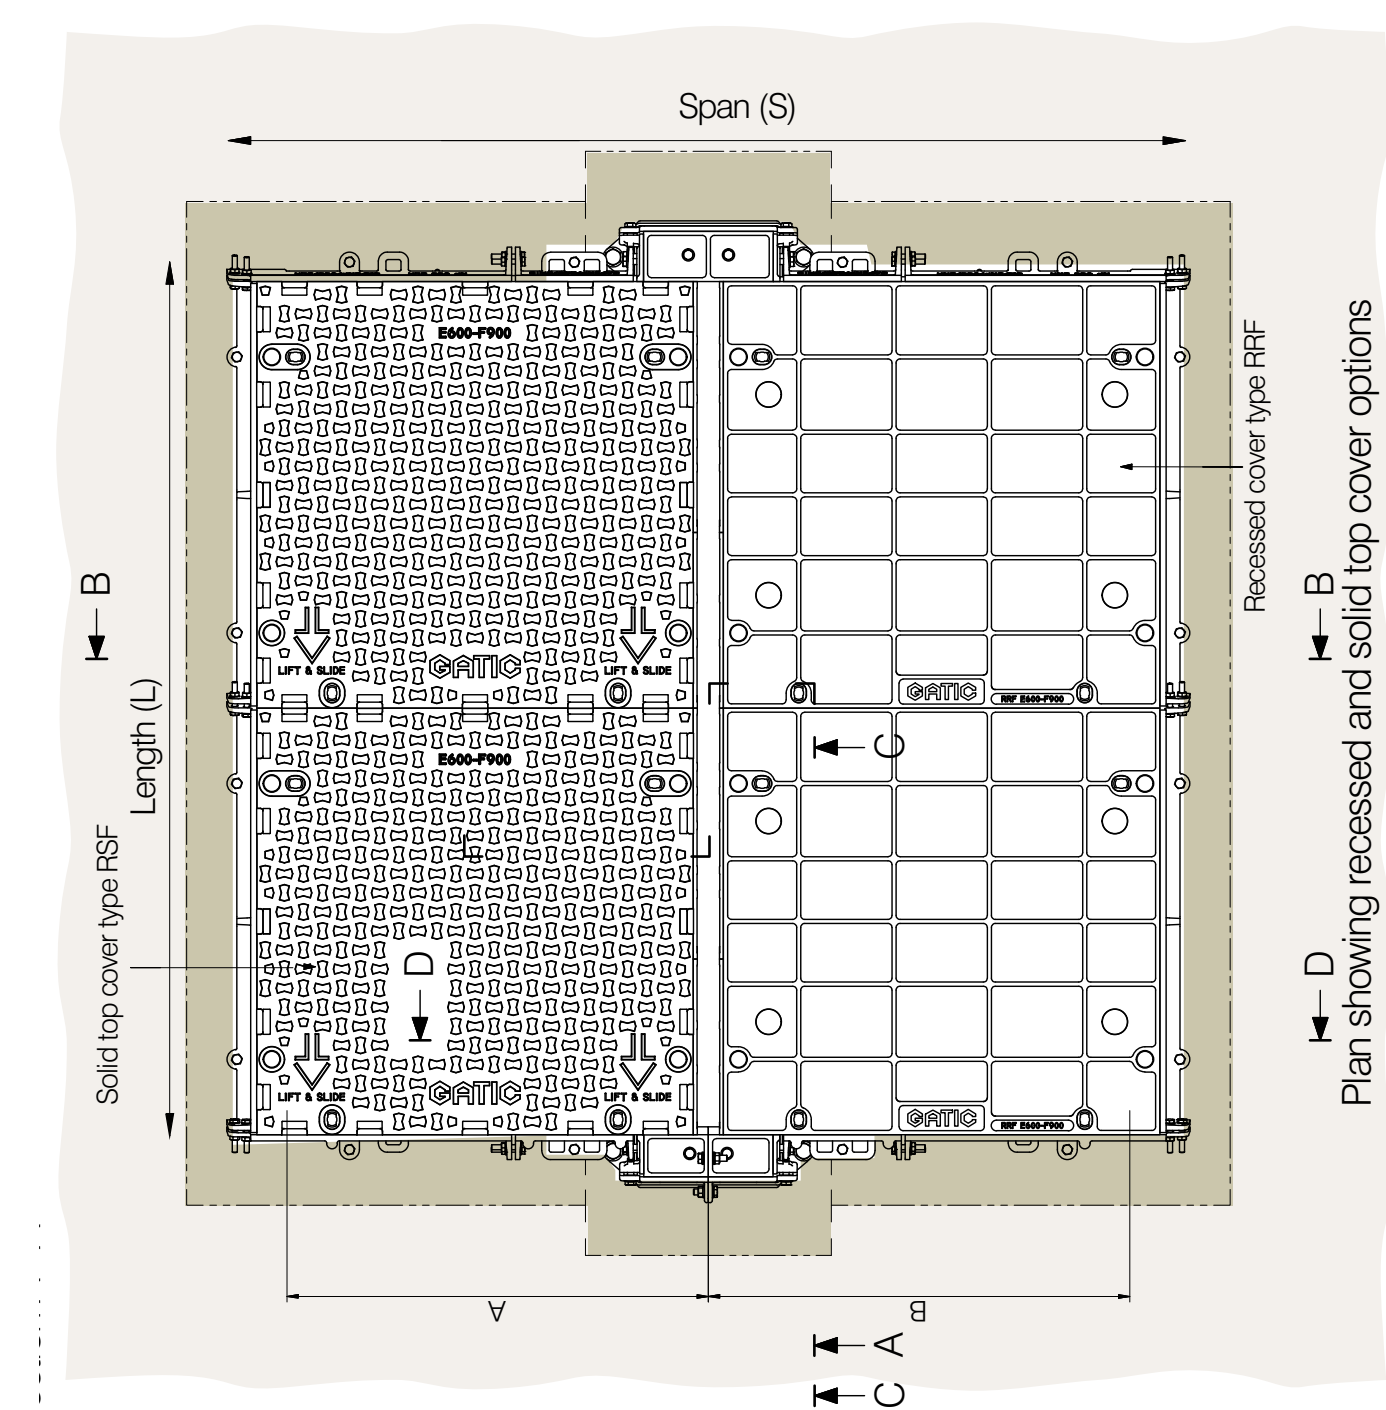 Span (S)
E600-F900
Recessed cover type RRF
B
B
LIFT & SLIDE
GATIC
LIFT & SLIDE
GATIC
RRF E600-F900
Length (L)
C
E600-F900
Solid top cover type RSF
D
D
Plan showing recessed and solid top cover options
LIFT & SLIDE
GATIC
LIFT & SLIDE
GATIC
RRF E600-F900
A
B
A
C